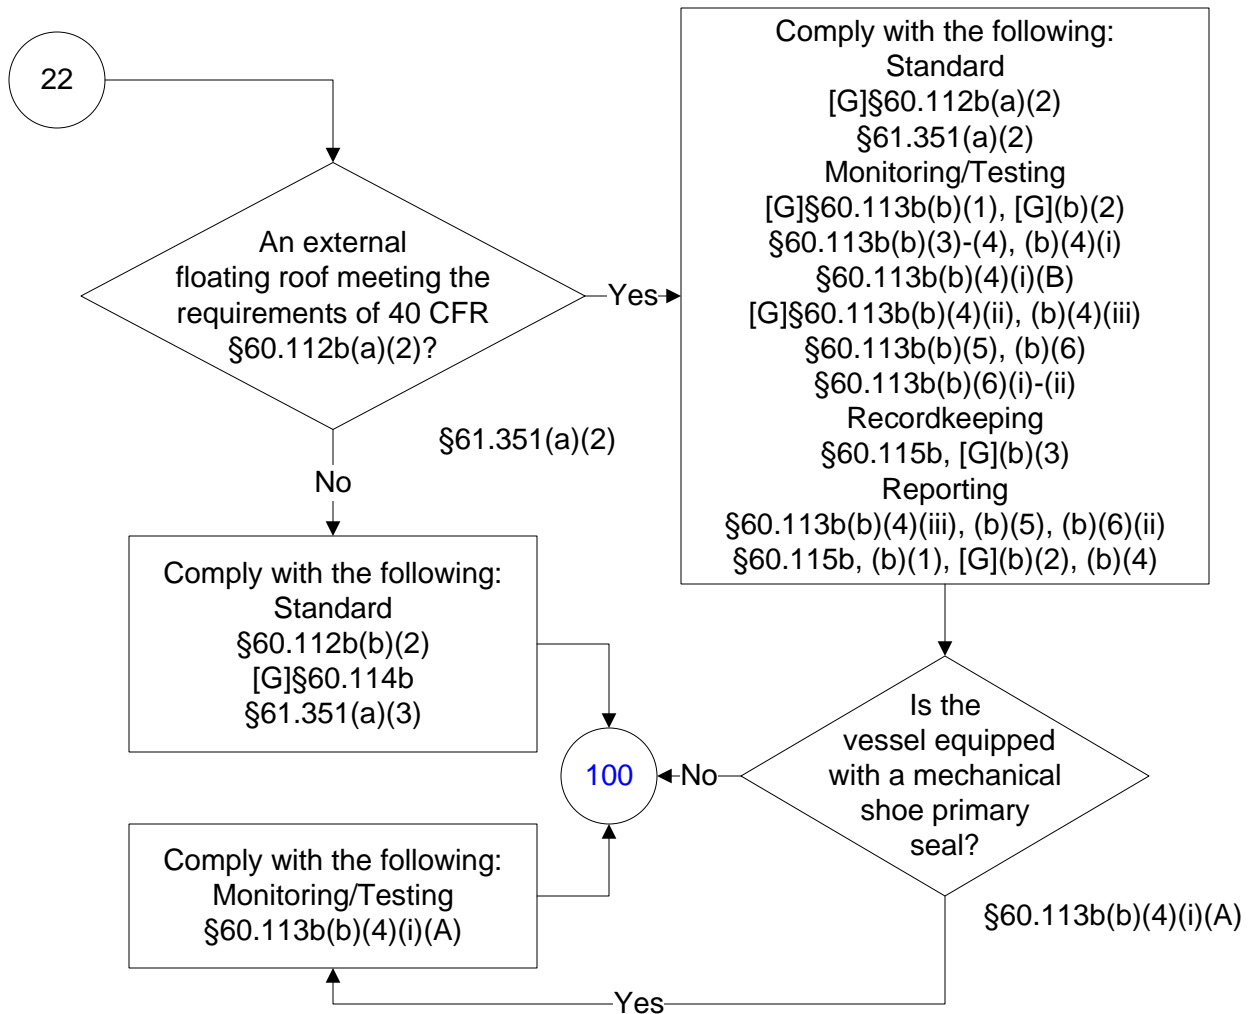 22
Comply with the following:
Standard
[G]§60.112b(a)(2)
§61.351(a)(2)
Monitoring/Testing
[G]§60.113b(b)(1), [G](b)(2)
§60.113b(b)(3)-(4), (b)(4)(i)
§60.113b(b)(4)(i)(B)
[G]§60.113b(b)(4)(ii), (b)(4)(iii)
§60.113b(b)(5), (b)(6)
§60.113b(b)(6)(i)-(ii)
Recordkeeping
§60.115b, [G](b)(3)
Reporting
§60.113b(b)(4)(iii), (b)(5), (b)(6)(ii)
§60.115b, (b)(1), [G](b)(2), (b)(4)
An external
floating roof meeting the
requirements of 40 CFR
§60.112b(a)(2)?
Yes
§61.351(a)(2)
No
Comply with the following:
Standard
§60.112b(b)(2)
[G]§60.114b
§61.351(a)(3)
Is the
vessel equipped
with a mechanical
shoe primary
seal?
No
100
§60.113b(b)(4)(i)(A)
Comply with the following:
Monitoring/Testing
§60.113b(b)(4)(i)(A)
Yes